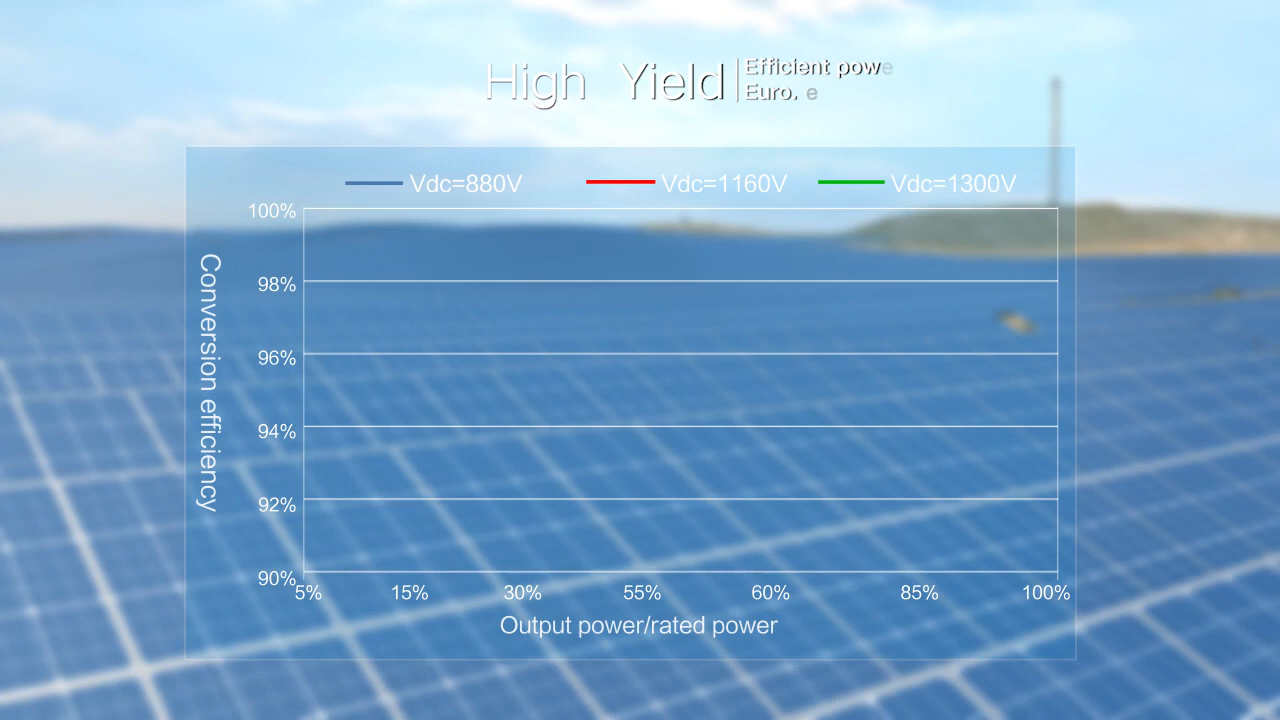 High Yield
Efficient powe
Euro. e
Vdc=880V
Vdc=1160V
Vdc=1300V
100%
98%
96%
94%
92%
90%
Conversion efficiency
5%
15%
30%
55%
60%
85%
100%
Output power/rated power